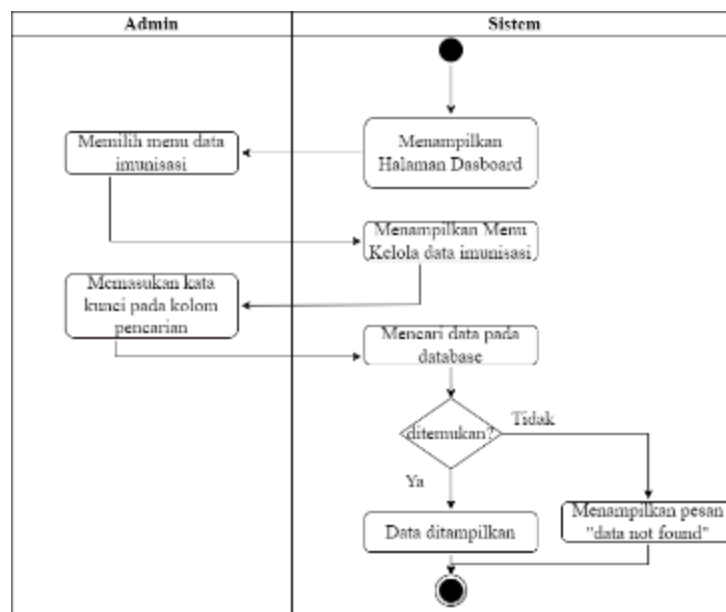 Admin
Sistem
Menampilkan
Halaman Dasboard
Memilih menu data
imunisasi
Menampilkan Menu
Kelola data imunisasi
Memasukan kata
kunci pada kolom
pencarian
Mencari data pada
database
ditemukan?
Tidak
Ya
Data ditampilkan
Menampilkan pesan
"data not found"